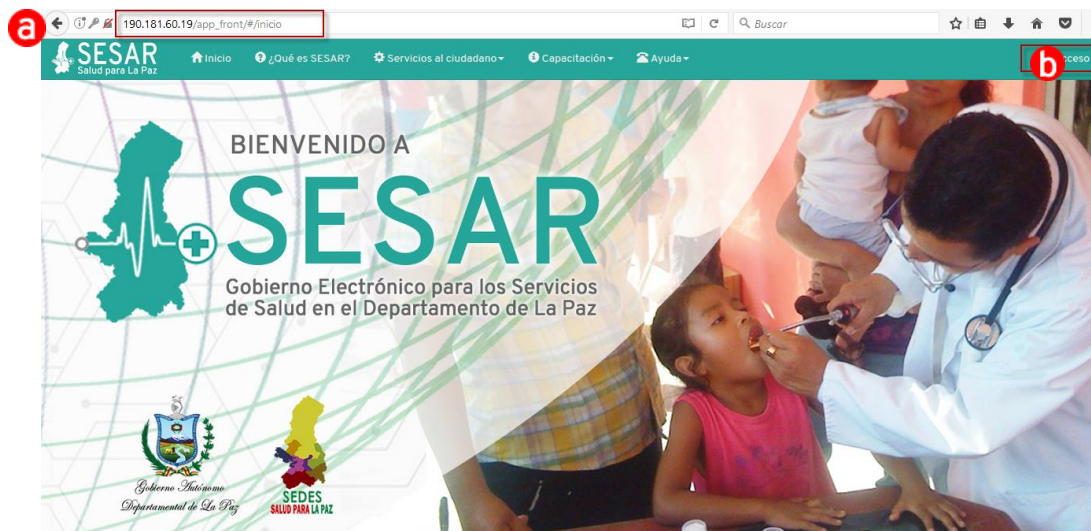 a
190.181.60.19/app_front/#/inicio
Buscar
SESAR
Salud para La Paz
Inicio
¿Qué es SESAR?
Servicios al ciudadano
Capacitación
Ayuda
b
BIENVENIDO A
SESAR
Gobierno Electrónico para los Servicios
de Salud en el Departamento de La Paz
Gobierno Autónomo
Departamental de La Paz
SEDES
SALUD PARA LA PAZ